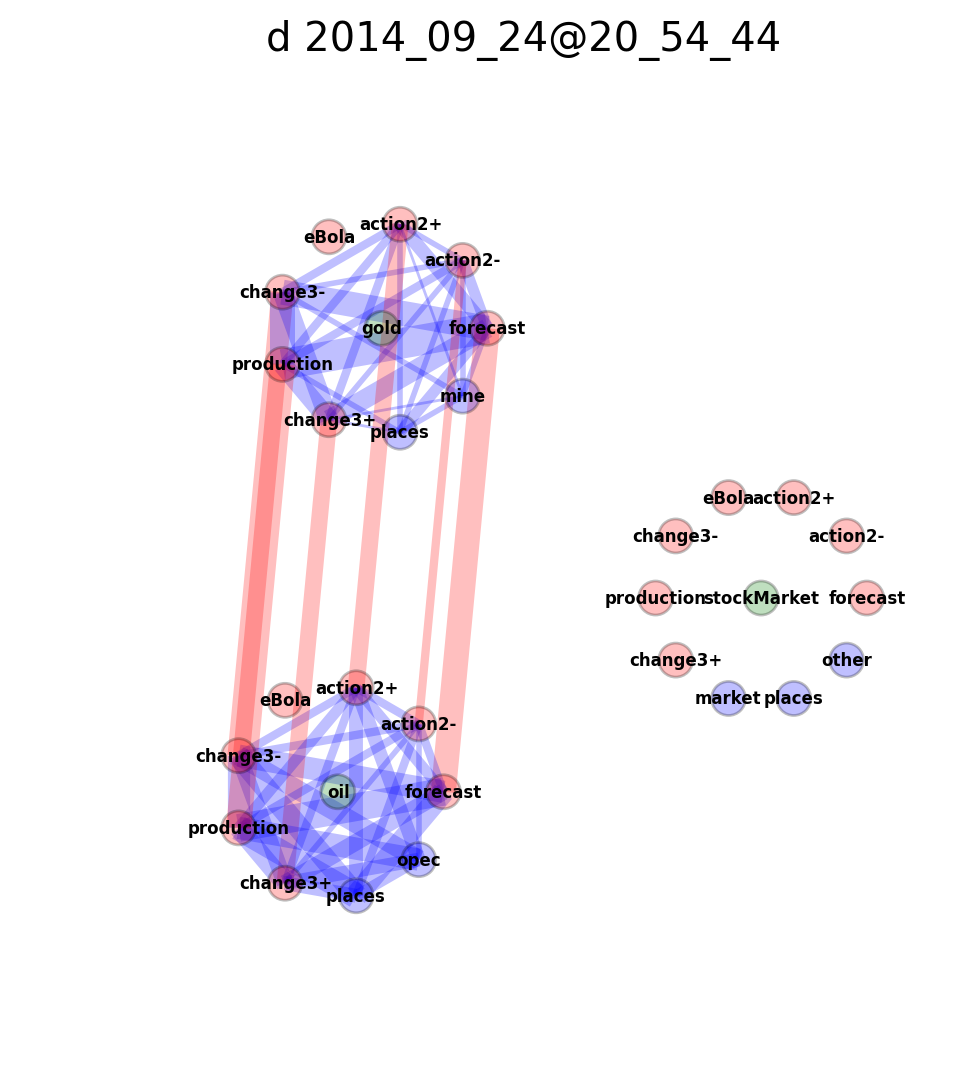 d 2014_09_24@20_54_44
action2+
eBola
action2-
change3-
gold
forecast
production
mine
change3+
places
eBola
action2+
change3-
action2-
production
stockMarket
forecast
change3+
other
market
places
action2+
eBola
action2-
change3-
oil
forecast
production
opec
change3+
places